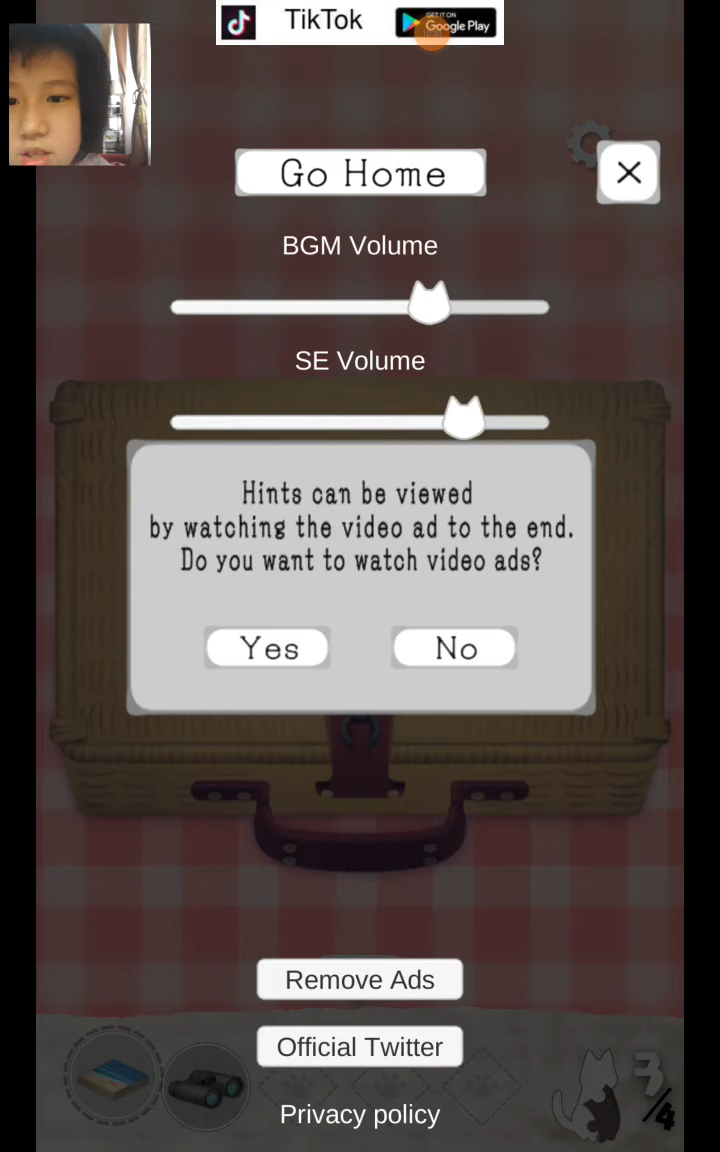 TikTok
GET IT ON
Google Play
Go Home
BGM Volume
SE Volume
Hints can be viewed
by watching the video ad to the end.
Do you want to watch video ads?
Yes
No
Remove Ads
Official Twitter
Privacy policy
3/4